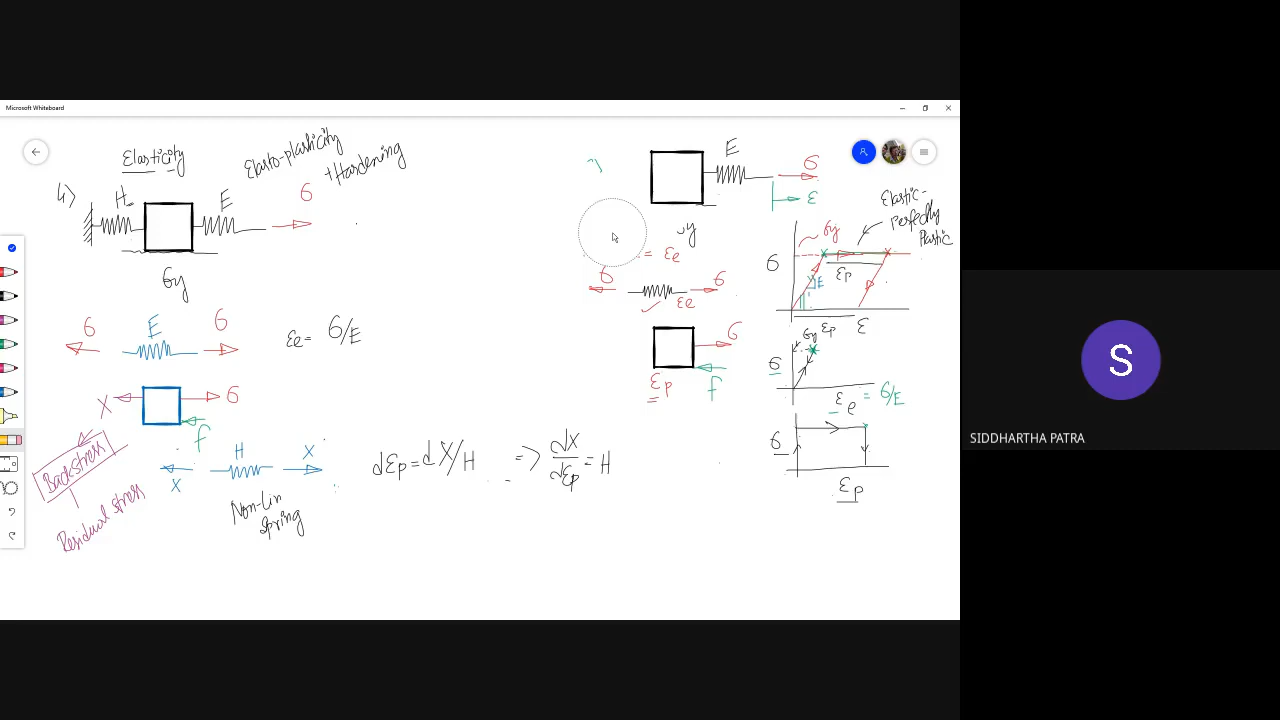 Microsoft Whiteboard
Elasticity
Elasto-plasticity
+ Hardening
4)
H
E
σ
σy
σ
E
σ
εe = σ/E
X
σ
f
Backstress
Residual stress
H
X
X
Non-Lin
Spring
dεp = dX/H => dX/dεp = H
E
σ
ε
y
= εe
σ
σ
εe
σ
εp
f
Elastic-
Perfectly
Plastic
σy
σ
εp
E
εp
ε
σy
σ
εe = σ/E
σ
εp
S
SIDDHARTHA PATRA